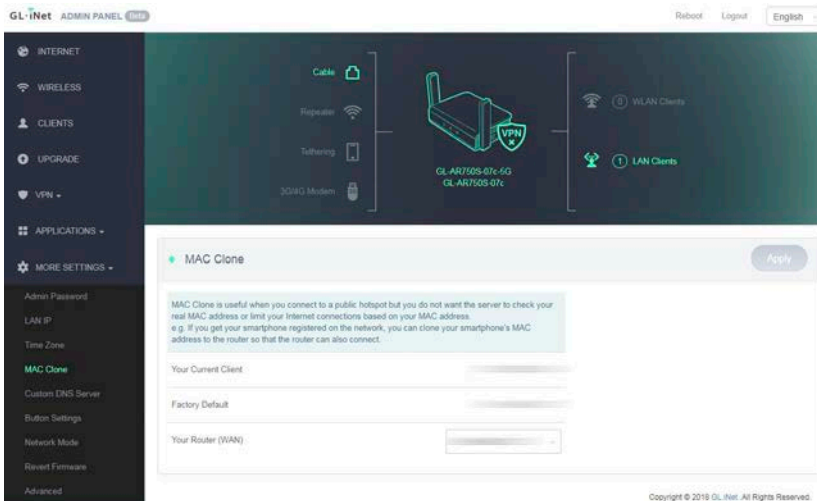 GL·iNet ADMIN PANEL Beta
Reboot Logout English
INTERNET
WIRELESS
CLIENTS
UPGRADE
VPN
APPLICATIONS
MORE SETTINGS
Admin Password
LAN IP
Time Zone
MAC Clone
Custom DNS Server
Button Settings
Network Mode
Revert Firmware
Advanced
Cable
Repeater
Tethering
3G/4G Modem
VPN
GL-AR750S-07c-5G
GL-AR750S-07c
0 WLAN Clients
1 LAN Clients
MAC Clone
Apply
MAC Clone is useful when you connect to a public hotspot but you do not want the server to check your
real MAC address or limit your Internet connections based on your MAC address.
e.g. If you get your smartphone registered on the network, you can clone your smartphone's MAC
address to the router so that the router can also connect.
Your Current Client
Factory Default
Your Router (WAN)
Copyright © 2018 GL.iNet. All Rights Reserved.